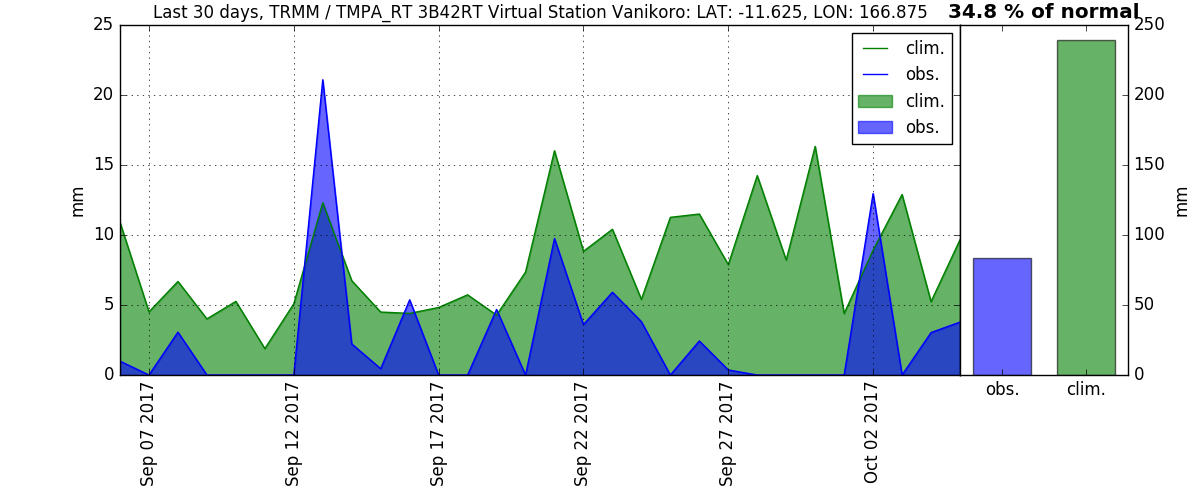 Last 30 days, TRMM / TMPA_RT 3B42RT Virtual Station Vanikoro: LAT: -11.625, LON: 166.875
34.8 % of normal
25
20
15
10
5
0
mm
clim.
obs.
clim.
obs.
250
200
150
100
50
0
mm
obs.
clim.
Sep 07 2017
Sep 12 2017
Sep 17 2017
Sep 22 2017
Sep 27 2017
Oct 02 2017